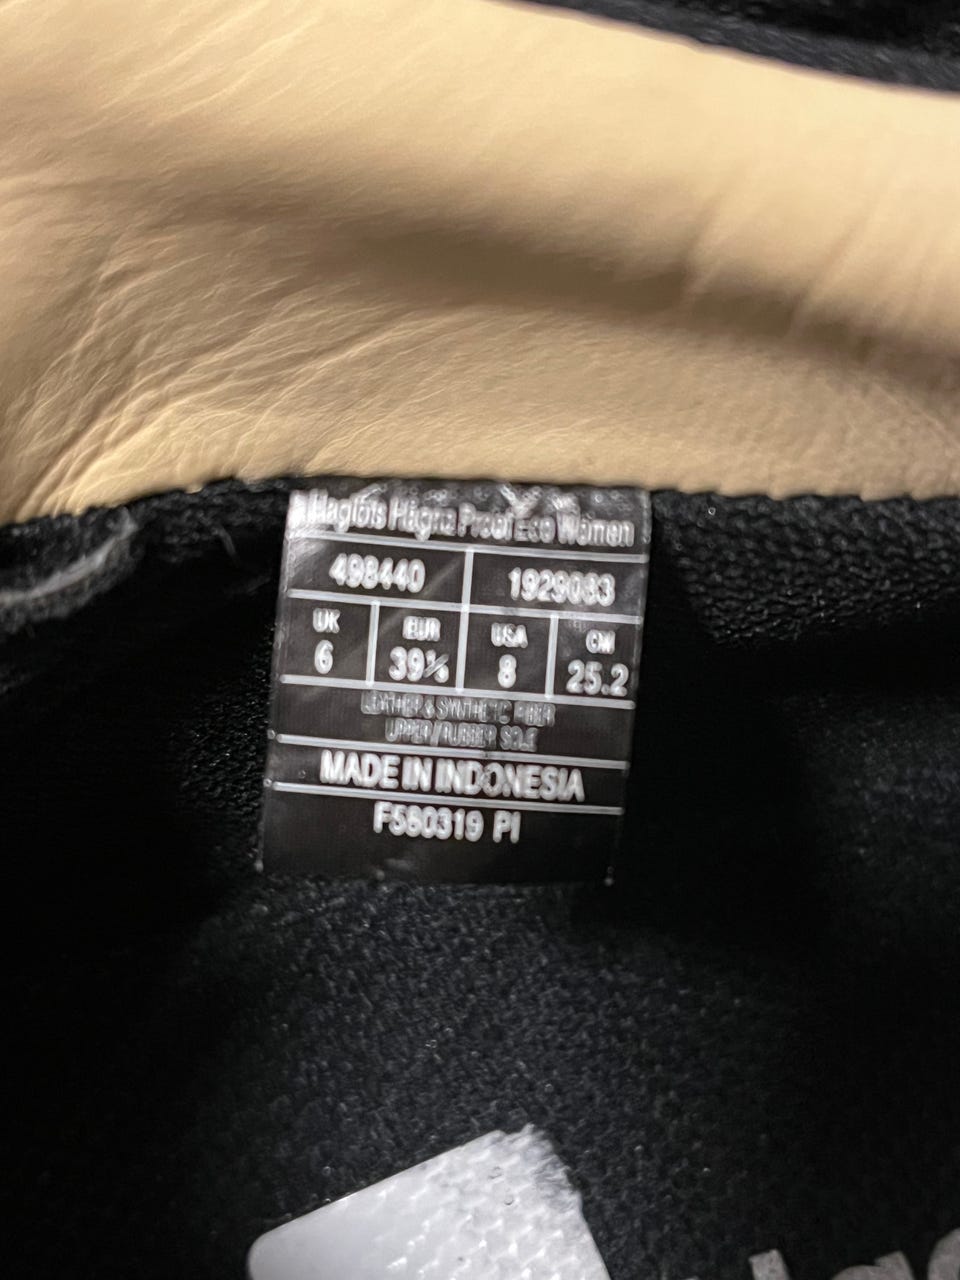 Haglöfs Hägna Proof Eco Women
498440 1929083
UK EUR USA CM
6 39⅓ 8 25.2
LEATHER & SYNTHETIC FIBER
UPPER/RUBBER SOLE
MADE IN INDONESIA
F560319 PI